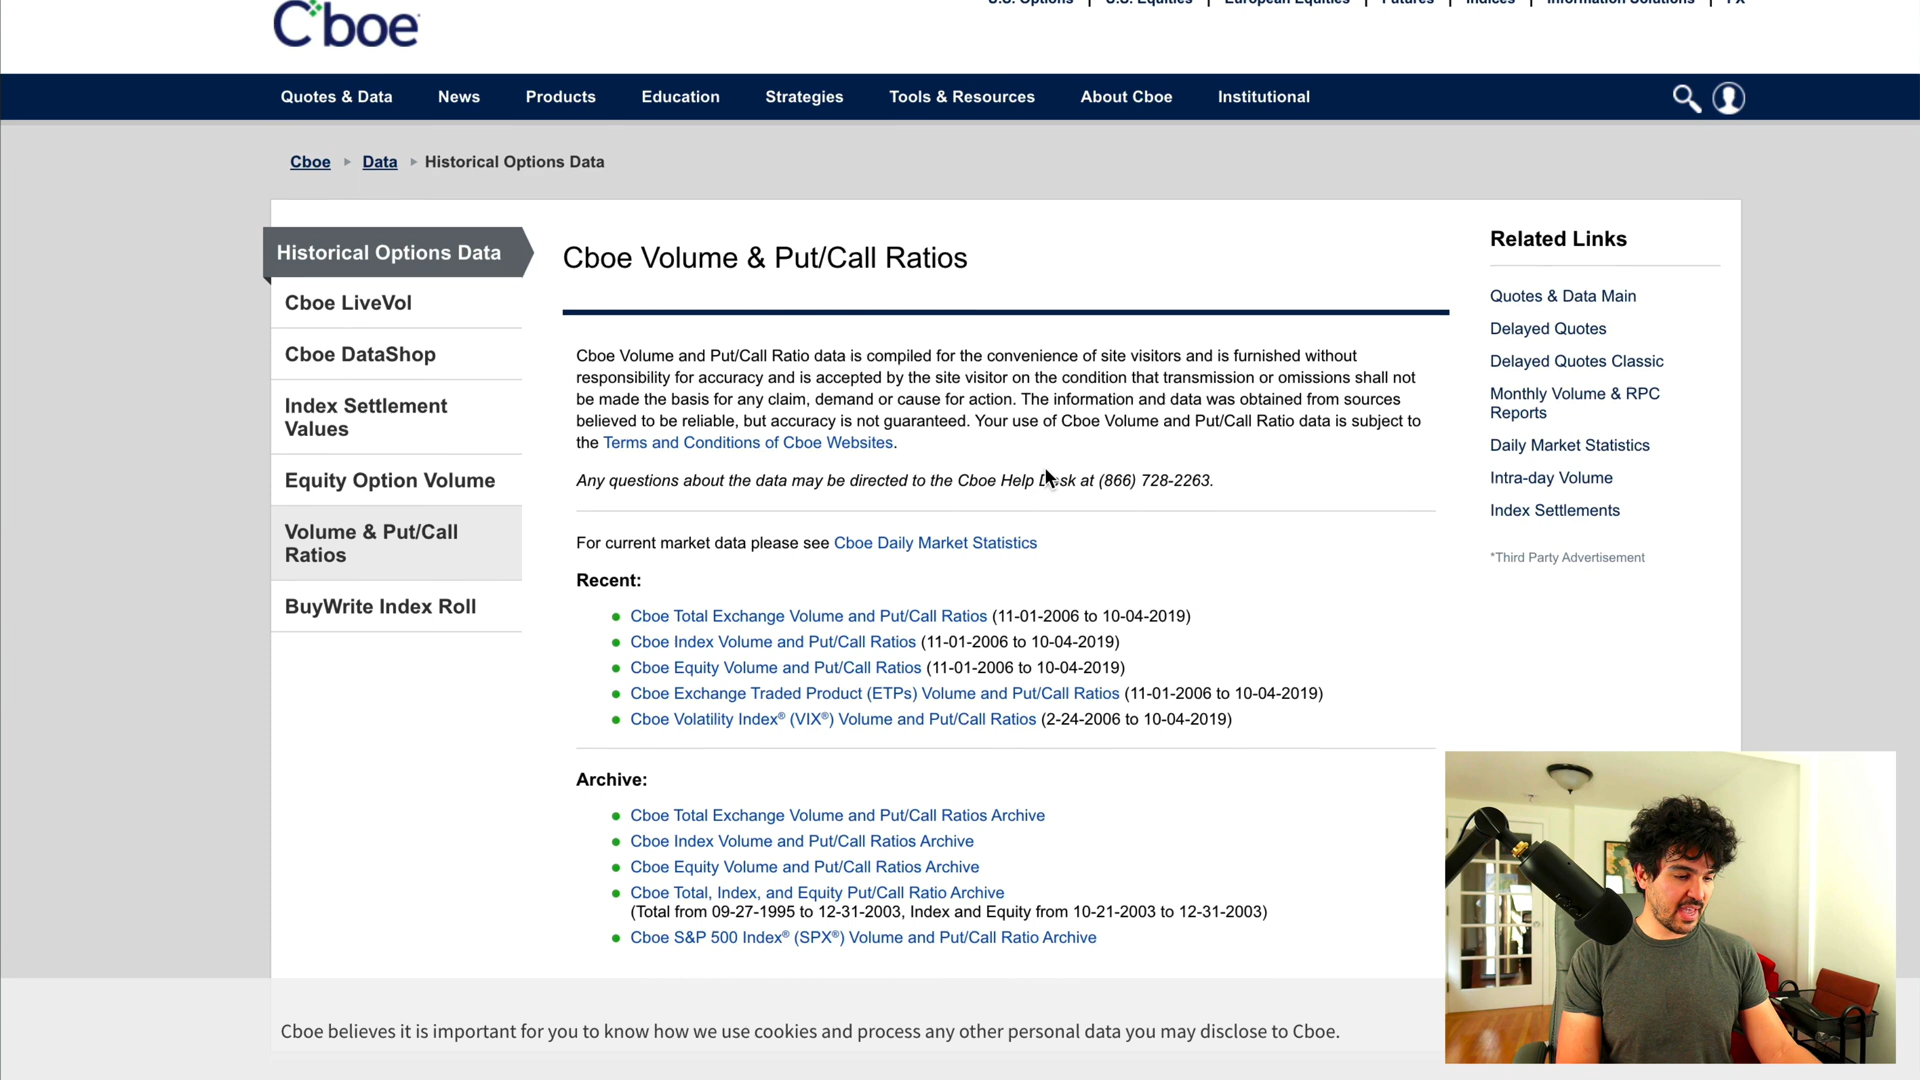 Cboe
U.S. Options | U.S. Equities | European Equities | Futures | Indices | Information Solutions | FX
Quotes & Data News Products Education Strategies Tools & Resources About Cboe Institutional
Cboe Data Historical Options Data
Historical Options Data
Cboe LiveVol
Cboe DataShop
Index Settlement
Values
Equity Option Volume
Volume & Put/Call
Ratios
BuyWrite Index Roll
Cboe Volume & Put/Call Ratios
Cboe Volume and Put/Call Ratio data is compiled for the convenience of site visitors and is furnished without
responsibility for accuracy and is accepted by the site visitor on the condition that transmission or omissions shall not
be made the basis for any claim, demand or cause for action. The information and data was obtained from sources
believed to be reliable, but accuracy is not guaranteed. Your use of Cboe Volume and Put/Call Ratio data is subject to
the Terms and Conditions of Cboe Websites.
Any questions about the data may be directed to the Cboe Help Desk at (866) 728-2263.
For current market data please see Cboe Daily Market Statistics
Recent:
Cboe Total Exchange Volume and Put/Call Ratios (11-01-2006 to 10-04-2019)
Cboe Index Volume and Put/Call Ratios (11-01-2006 to 10-04-2019)
Cboe Equity Volume and Put/Call Ratios (11-01-2006 to 10-04-2019)
Cboe Exchange Traded Product (ETPs) Volume and Put/Call Ratios (11-01-2006 to 10-04-2019)
Cboe Volatility Index® (VIX®) Volume and Put/Call Ratios (2-24-2006 to 10-04-2019)
Archive:
Cboe Total Exchange Volume and Put/Call Ratios Archive
Cboe Index Volume and Put/Call Ratios Archive
Cboe Equity Volume and Put/Call Ratios Archive
Cboe Total, Index, and Equity Put/Call Ratio Archive
(Total from 09-27-1995 to 12-31-2003, Index and Equity from 10-21-2003 to 12-31-2003)
Cboe S&P 500 Index® (SPX®) Volume and Put/Call Ratio Archive
Related Links
Quotes & Data Main
Delayed Quotes
Delayed Quotes Classic
Monthly Volume & RPC
Reports
Daily Market Statistics
Intra-day Volume
Index Settlements
*Third Party Advertisement
Cboe believes it is important for you to know how we use cookies and process any other personal data you may disclose to Cboe.